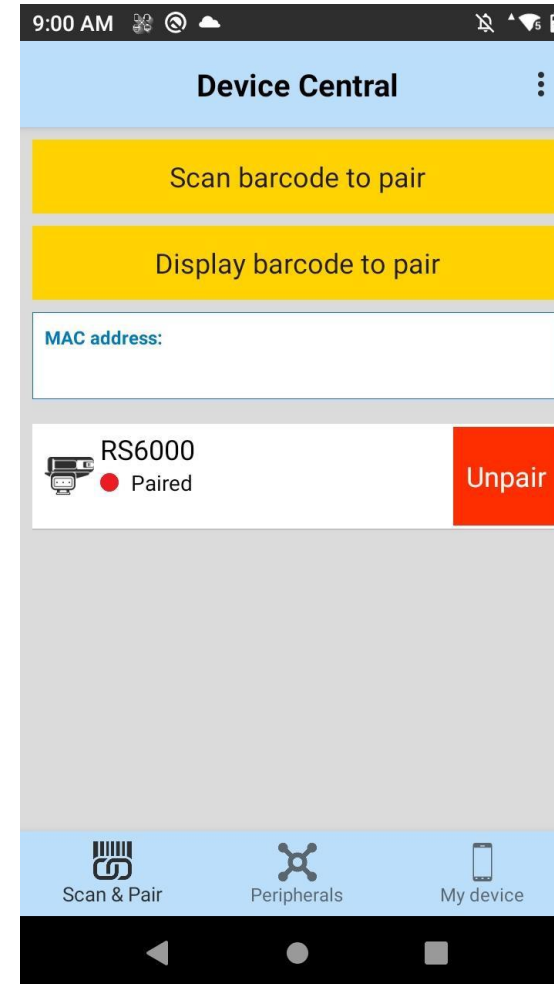 9:00 AM
Device Central
Scan barcode to pair
Display barcode to pair
MAC address:
RS6000
Paired
Unpair
Scan & Pair
Peripherals
My device